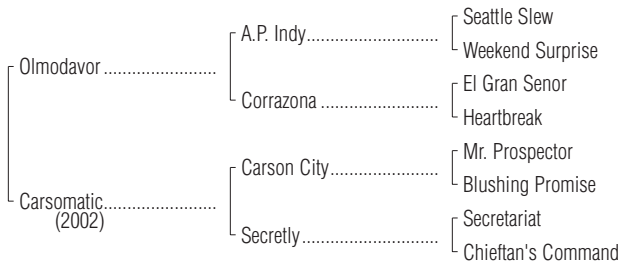 Seattle Slew
A.P. Indy
Weekend Surprise
Olmodavor
El Gran Senor
Corrazona
Heartbreak
Mr. Prospector
Carson City
Blushing Promise
Carsomatic
(2002)
Secretariat
Secretly
Chieftan's Command